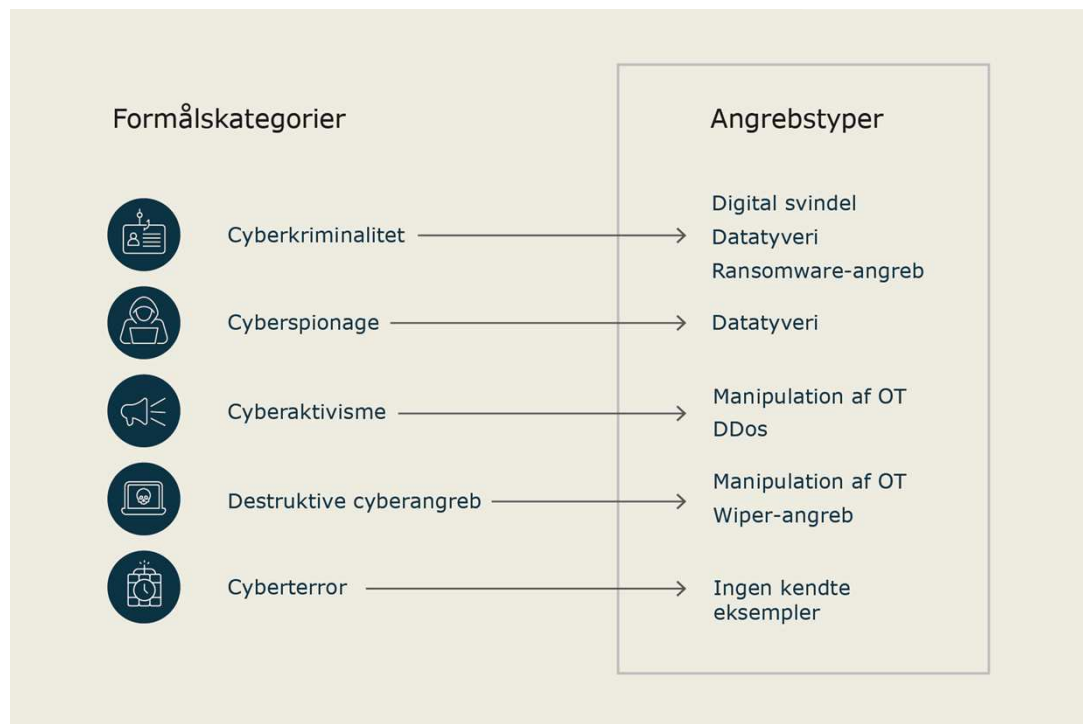 Formålskategorier
Angrebstyper
Cyberkriminalitet
Digital svindel
Datatyveri
Ransomware-angreb
Cyberspionage
Datatyveri
Cyberaktivisme
Manipulation af OT
DDos
Destruktive cyberangreb
Manipulation af OT
Wiper-angreb
Cyberterror
Ingen kendte
eksempler